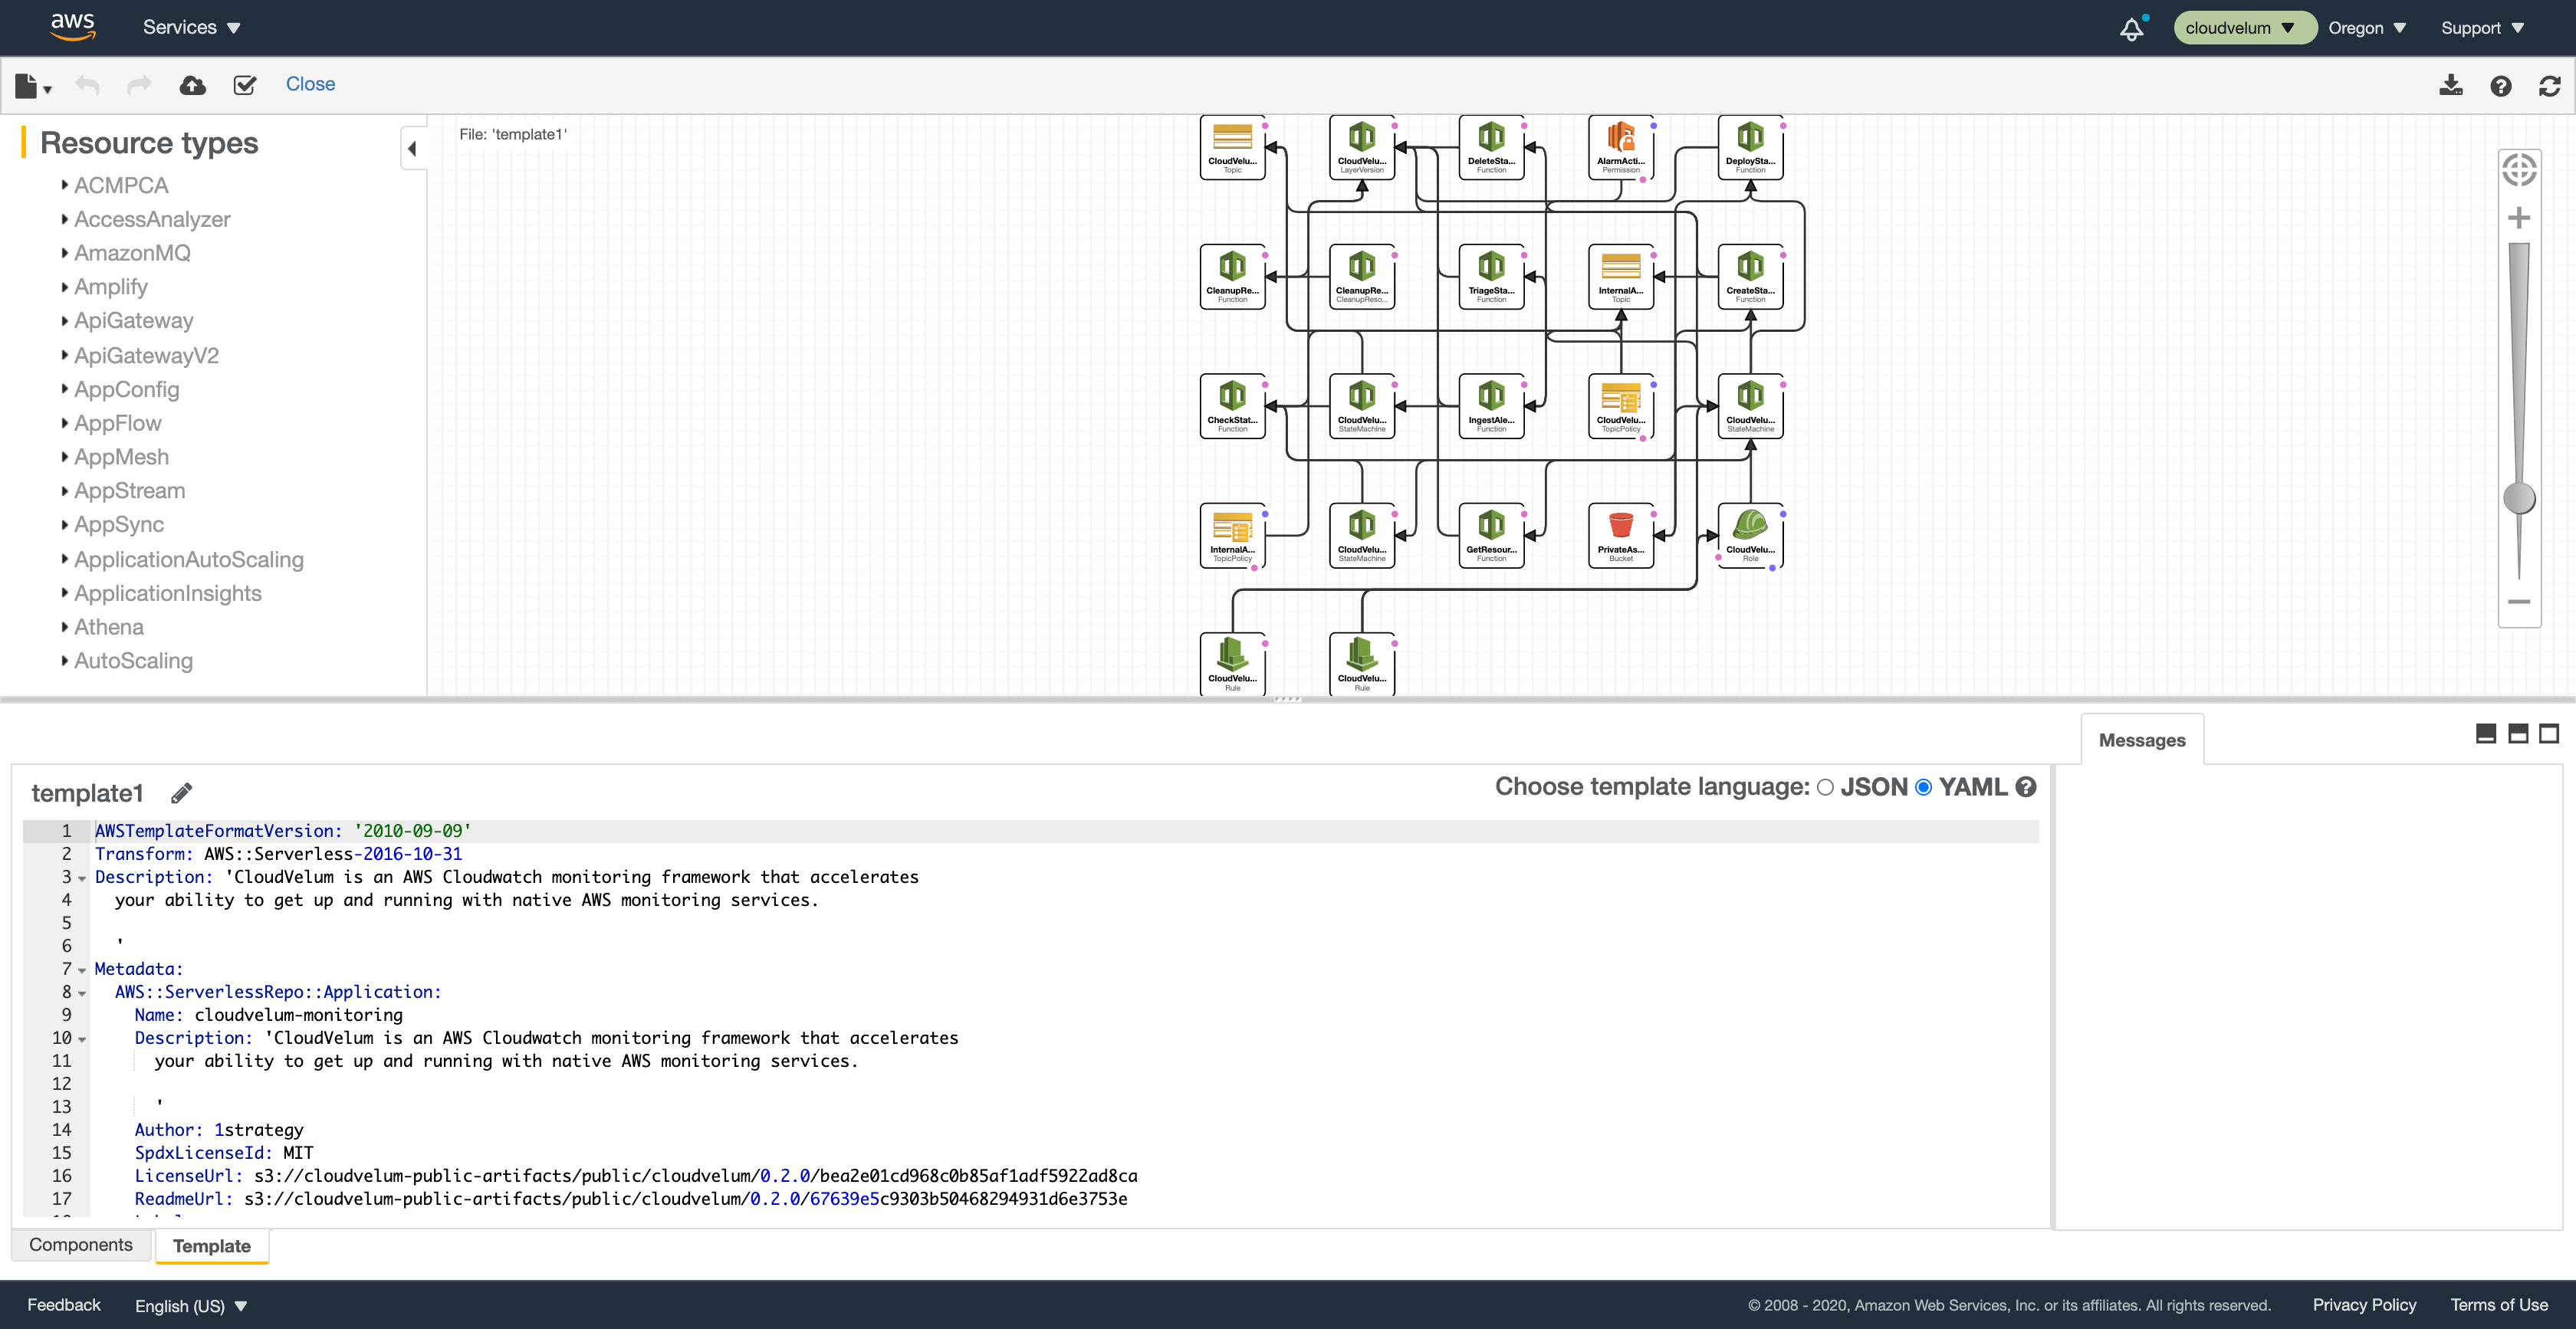 aws
Services
cloudvelum
Oregon
Support
Close
Resource types
ACMPCA
AccessAnalyzer
AmazonMQ
Amplify
ApiGateway
ApiGatewayV2
AppConfig
AppFlow
AppMesh
AppStream
AppSync
ApplicationAutoScaling
ApplicationInsights
Athena
AutoScaling
File: 'template1'
CloudVelu...
Topic
CloudVelu...
LayerVersion
DeleteSta...
Function
AlarmActi...
Permission
DeploySta...
Function
CleanupRe...
Function
CleanupRe...
CleanupReso...
TriageSta...
Function
InternalA...
Topic
CreateSta...
Function
CheckStat...
Function
CloudVelu...
StateMachine
IngestAle...
Function
CloudVelu...
TopicPolicy
CloudVelu...
StateMachine
InternalA...
TopicPolicy
CloudVelu...
StateMachine
GetResour...
Function
PrivateAs...
Bucket
CloudVelu...
Role
CloudVelu...
Rule
CloudVelu...
Rule
Messages
template1
Choose template language: JSON YAML
1 AWSTemplateFormatVersion: '2010-09-09'
2 Transform: AWS::Serverless-2016-10-31
3 Description: 'CloudVelum is an AWS Cloudwatch monitoring framework that accelerates
4 your ability to get up and running with native AWS monitoring services.
5
6 '
7 Metadata:
8 AWS::ServerlessRepo::Application:
9 Name: cloudvelum-monitoring
10 Description: 'CloudVelum is an AWS Cloudwatch monitoring framework that accelerates
11 your ability to get up and running with native AWS monitoring services.
12
13 '
14 Author: 1strategy
15 SpdxLicenseId: MIT
16 LicenseUrl: s3://cloudvelum-public-artifacts/public/cloudvelum/0.2.0/bea2e01cd968c0b85af1adf5922ad8ca
17 ReadmeUrl: s3://cloudvelum-public-artifacts/public/cloudvelum/0.2.0/67639e5c9303b50468294931d6e3753e
Components
Template
Feedback
English (US)
© 2008 - 2020, Amazon Web Services, Inc. or its affiliates. All rights reserved.
Privacy Policy
Terms of Use